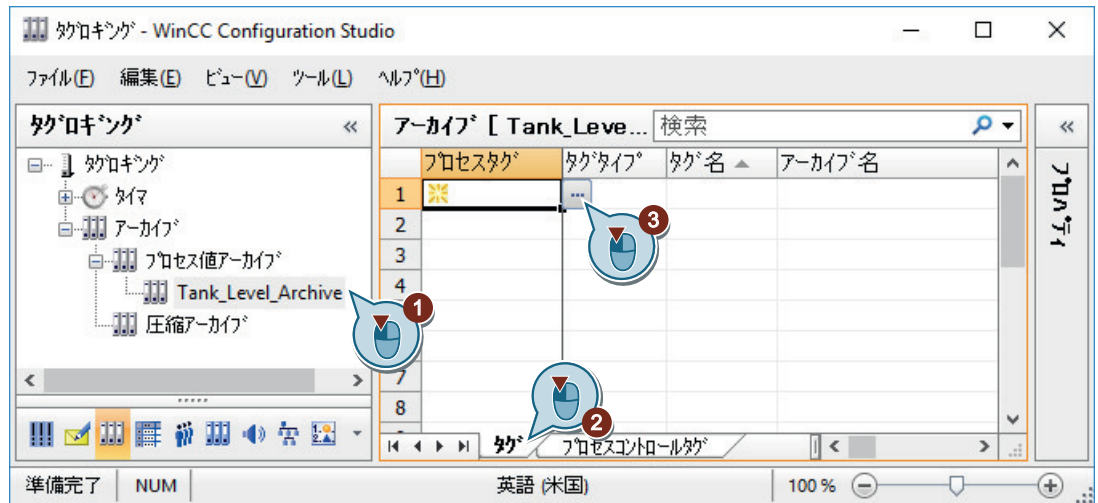 タグロギング - WinCC Configuration Studio
ファイル(F) 編集(E) ビュー(V) ツール(L) ヘルプ(H)
タグロギング «
タグロギング
タイマ
アーカイブ
プロセス値アーカイブ
Tank_Level_Archive
圧縮アーカイブ
アーカイブ [ Tank_Leve... 検索
プロセスタグ タグタイプ タグ名 アーカイブ名
1 ...
2
3
4
7
8
タグ プロセスコントロールタグ
«
プロパティ
1
2
3
準備完了 NUM 英語 (米国) 100 %